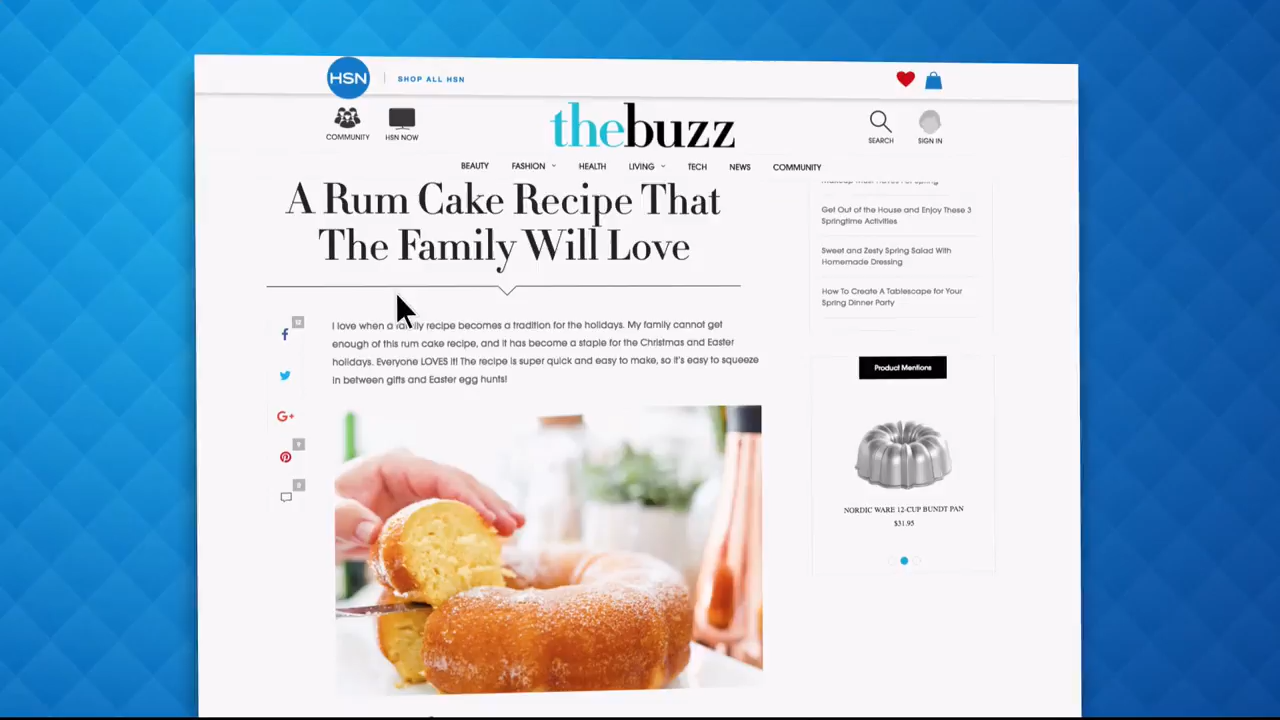 HSN
SHOP ALL HSN
COMMUNITY
HSN NOW
thebuzz
SEARCH
SIGN IN
BEAUTY FASHION HEALTH LIVING TECH NEWS COMMUNITY
A Rum Cake Recipe That
The Family Will Love
12
I love when a family recipe becomes a tradition for the holidays. My family cannot get
enough of this rum cake recipe, and it has become a staple for the Christmas and Easter
holidays. Everyone LOVES it! The recipe is super quick and easy to make, so it's easy to squeeze
in between gifts and Easter egg hunts!
G+
9
Get Out of the House and Enjoy These 3
Springtime Activities
Sweet and Zesty Spring Salad With
Homemade Dressing
How To Create A Tablescape for Your
Spring Dinner Party
Product Mentions
NORDIC WARE 12-CUP BUNDT PAN
$31.95